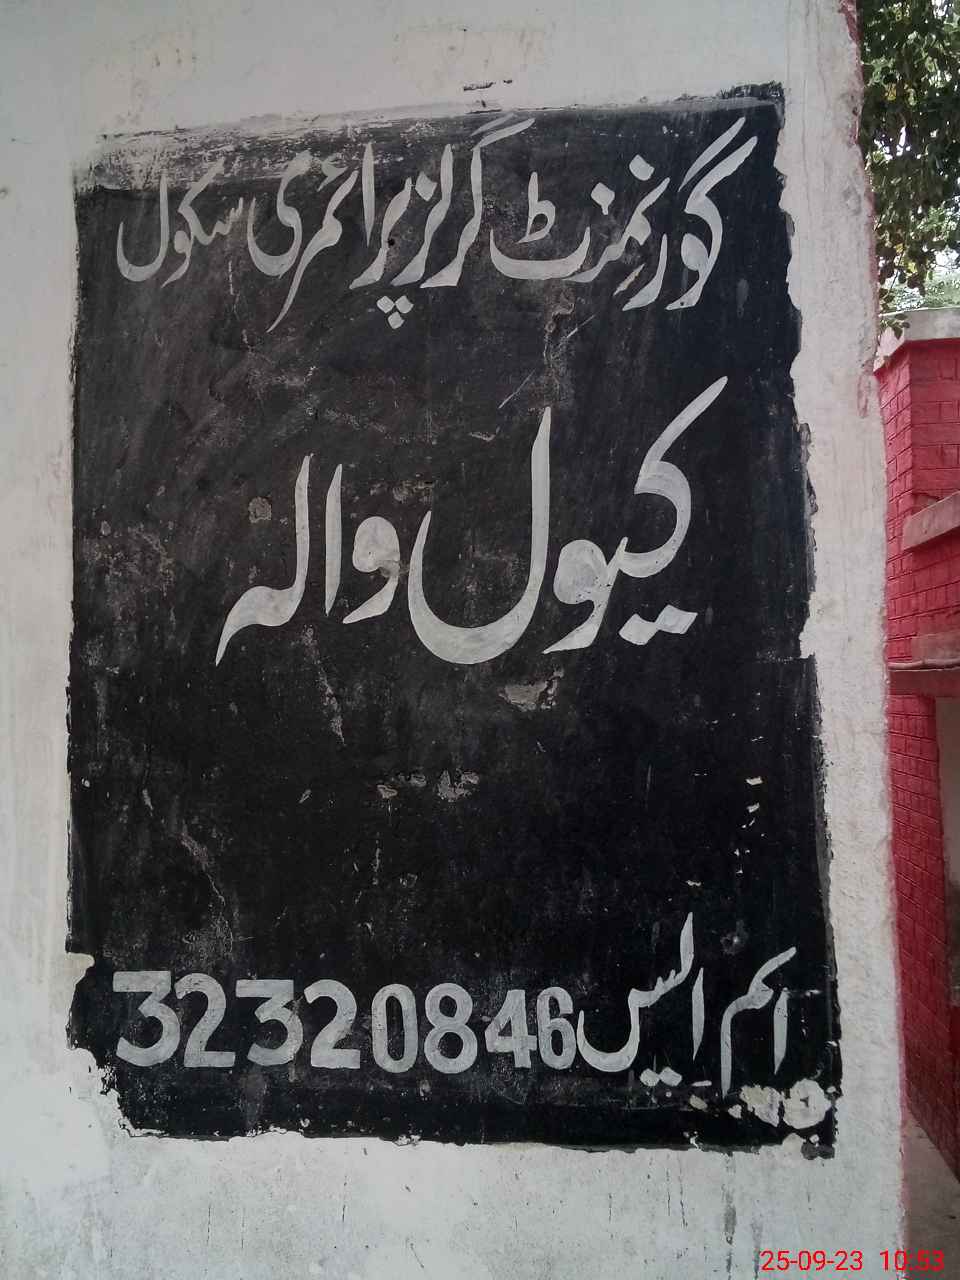 گورنمنٹ گرلز پرائمری سکول
کیول والہ
ایم ایس 32320846
25-09-23 10:53